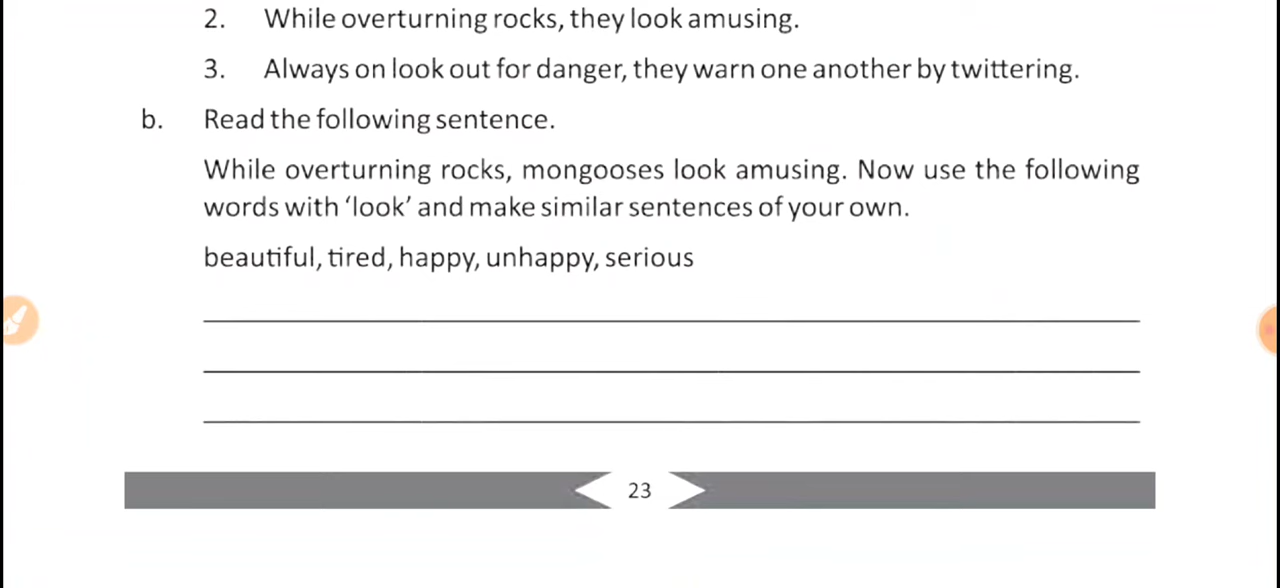 2. While overturning rocks, they look amusing.
3. Always on look out for danger, they warn one another by twittering.
b. Read the following sentence.
While overturning rocks, mongooses look amusing. Now use the following
words with ‘look’ and make similar sentences of your own.
beautiful, tired, happy, unhappy, serious
23